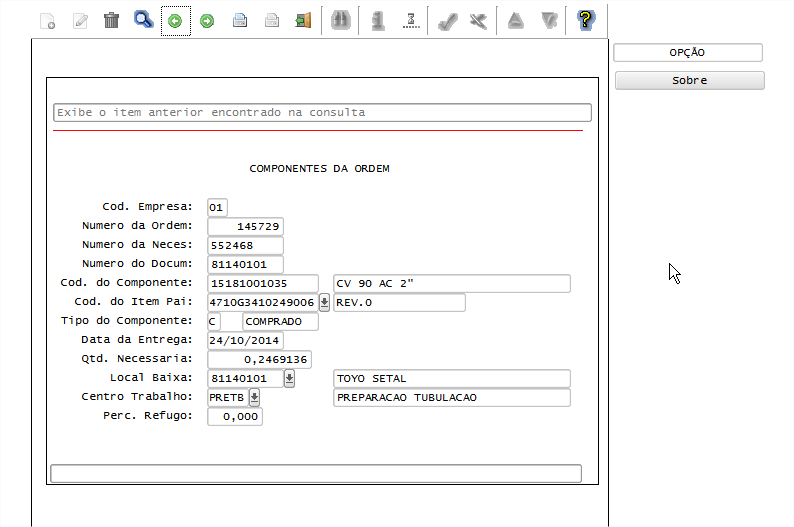 OPÇÃO
Sobre
Exibe o item anterior encontrado na consulta
COMPONENTES DA ORDEM
Cod. Empresa: 01
Numero da Ordem: 145729
Numero da Neces: 552468
Numero do Docum: 81140101
Cod. do Componente: 15181001035 CV 90 AC 2"
Cod. do Item Pai: 4710G3410249006 REV.0
Tipo do Componente: C COMPRADO
Data da Entrega: 24/10/2014
Qtd. Necessaria: 0,2469136
Local Baixa: 81140101 TOYO SETAL
Centro Trabalho: PRETB PREPARACAO TUBULACAO
Perc. Refugo: 0,000